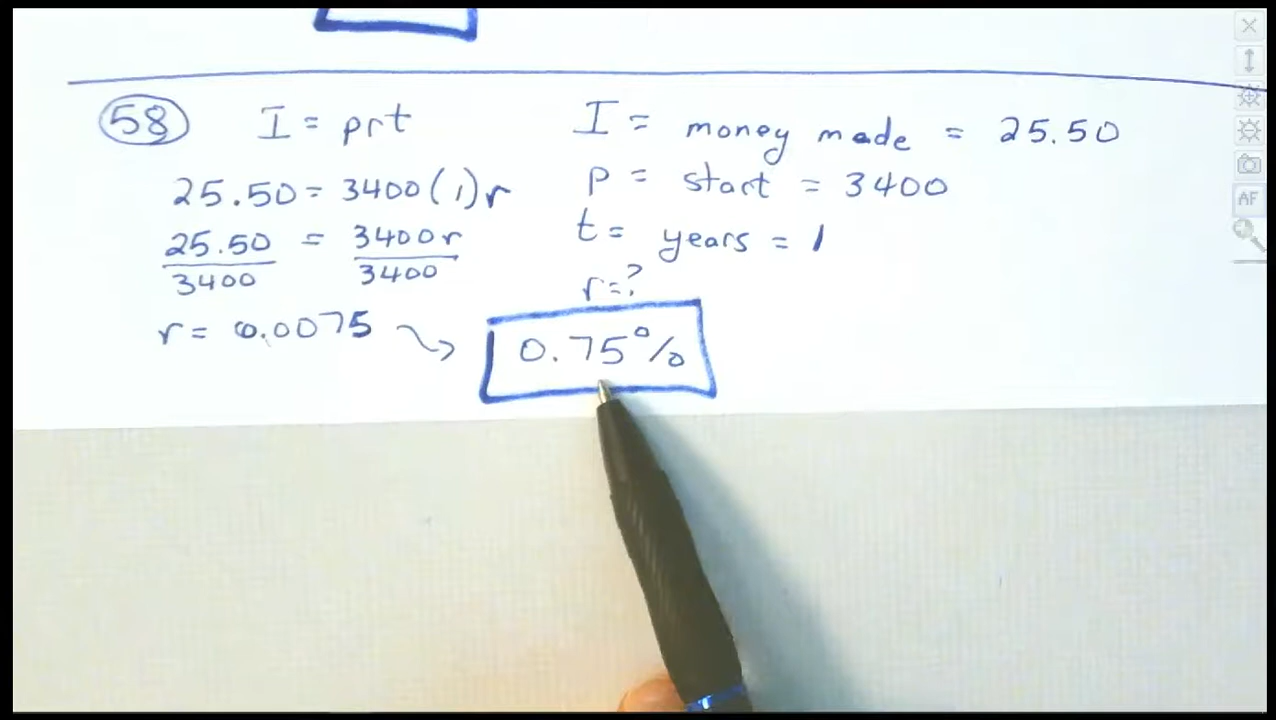 58 I = prt
25.50 = 3400(1)r
25.50 = 3400r
3400 3400
r = 0.0075
0.75%
I = money made = 25.50
p = start = 3400
t = years = 1
r = ?
AF